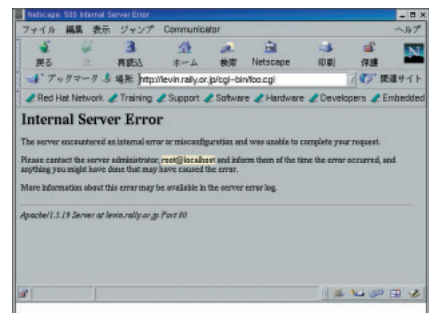 Netscape: 500 Internal Server Error
ファイル 編集 表示 ジャンプ Communicator ヘルプ
戻る 次 再読込 ホーム 検索 Netscape 印刷 保護
ブックマーク 場所 http://levin.rally.or.jp/cgi-bin/foo.cgi 関連サイト
Red Hat Network Training Support Software Hardware Developers Embedded
Internal Server Error
The server encountered an internal error or misconfiguration and was unable to complete your request.
Please contact the server administrator, root@localhost and inform them of the time the error occurred, and
anything you might have done that may have caused the error.
More information about this error may be available in the server error log.
Apache/1.3.19 Server at levin.rally.or.jp Port 80